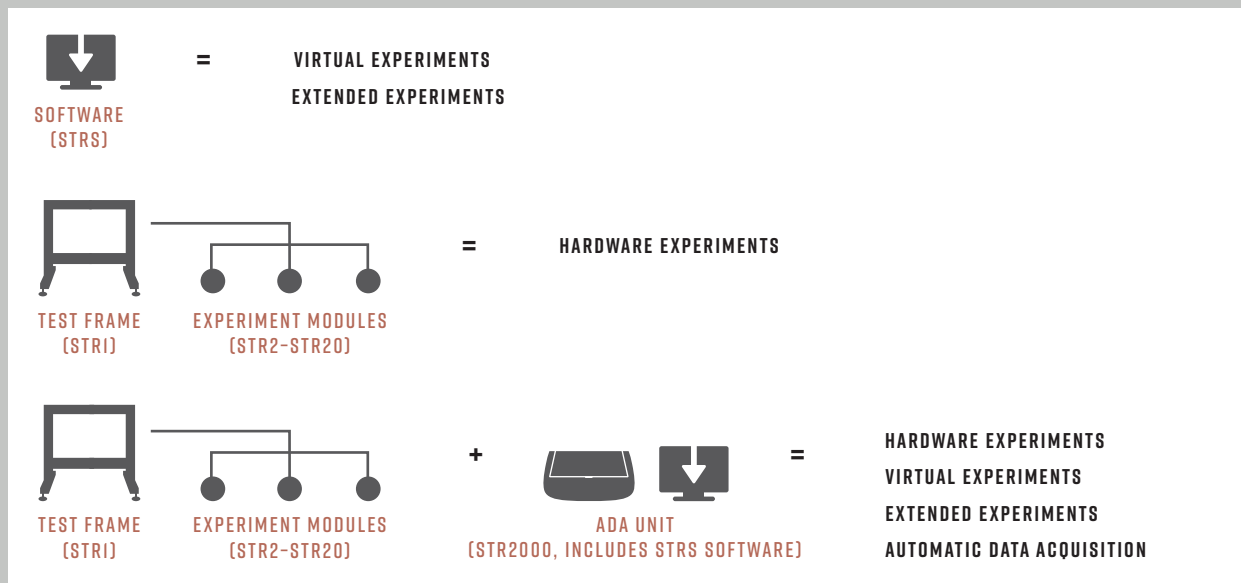 = VIRTUAL EXPERIMENTS
EXTENDED EXPERIMENTS
SOFTWARE
(STRS)
= HARDWARE EXPERIMENTS
TEST FRAME
(STR1)
EXPERIMENT MODULES
(STR2-STR20)
+ =
HARDWARE EXPERIMENTS
VIRTUAL EXPERIMENTS
EXTENDED EXPERIMENTS
AUTOMATIC DATA ACQUISITION
TEST FRAME
(STR1)
EXPERIMENT MODULES
(STR2-STR20)
ADA UNIT
(STR2000, INCLUDES STRS SOFTWARE)